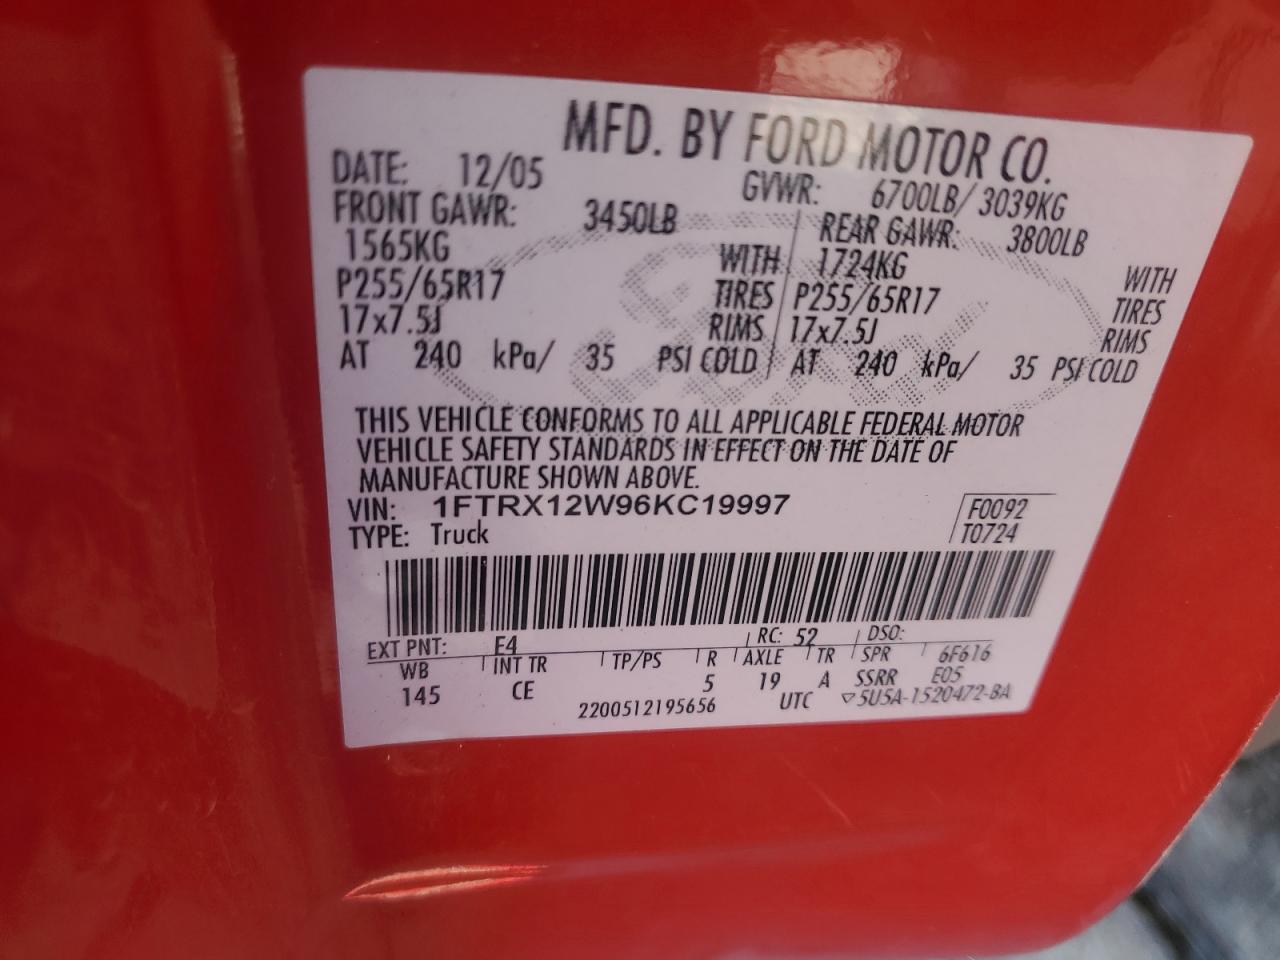 MFD. BY FORD MOTOR CO.
DATE: 12/05 GVWR: 6700LB/ 3039KG
FRONT GAWR: 3450LB REAR GAWR: 3800LB
1565KG WITH 1724KG WITH
P255/65R17 TIRES P255/65R17 TIRES
17x7.5J RIMS 17x7.5J RIMS
AT 240 kPa/ 35 PSI COLD AT 240 kPa/ 35 PSI COLD
THIS VEHICLE CONFORMS TO ALL APPLICABLE FEDERAL MOTOR
VEHICLE SAFETY STANDARDS IN EFFECT ON THE DATE OF
MANUFACTURE SHOWN ABOVE.
VIN: 1FTRX12W96KC19997 F0092
TYPE: Truck T0724
EXT PNT: E4 RC: 52 DSO:
WB INT TR TP/PS R AXLE TR SPR 6F616
145 CE 5 19 A SSRR E05
2200512195656 UTC ▽5U5A-1520472-BA